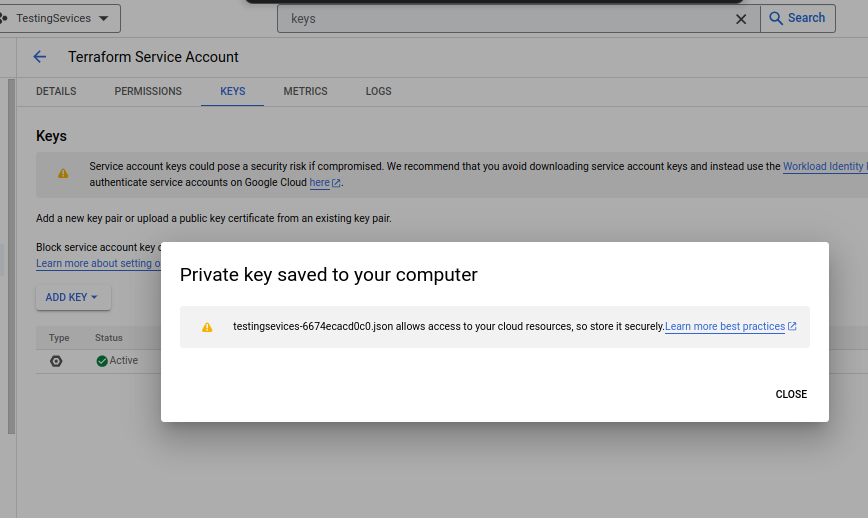 TestingSevices
keys
Search
Terraform Service Account
DETAILS
PERMISSIONS
KEYS
METRICS
LOGS
Keys
Service account keys could pose a security risk if compromised. We recommend that you avoid downloading service account keys and instead use the Workload Identity
authenticate service accounts on Google Cloud here.
Add a new key pair or upload a public key certificate from an existing key pair.
Block service account key
Learn more about setting
ADD KEY
Type
Status
Active
Private key saved to your computer
testingsevices-6674ecacd0c0.json allows access to your cloud resources, so store it securely.Learn more best practices
CLOSE